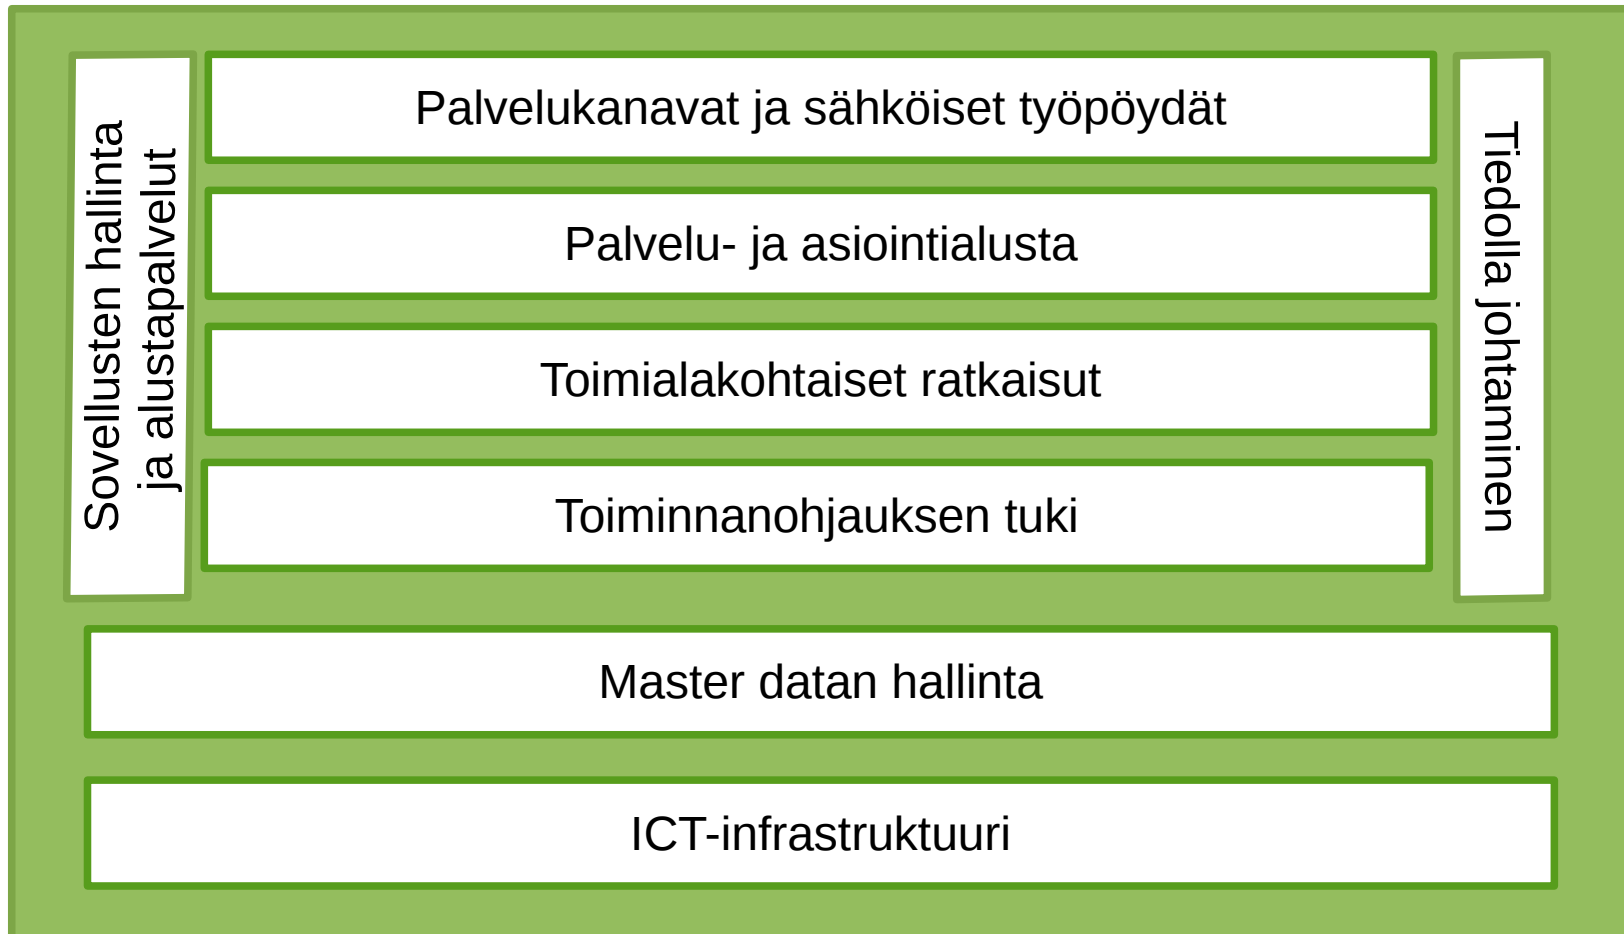 Sovellusten hallinta
ja alustapalvelut
Palvelukanavat ja sähköiset työpöydät
Palvelu- ja asiointialusta
Toimialakohtaiset ratkaisut
Toiminnanohjauksen tuki
Tiedolla johtaminen
Master datan hallinta
ICT-infrastruktuuri